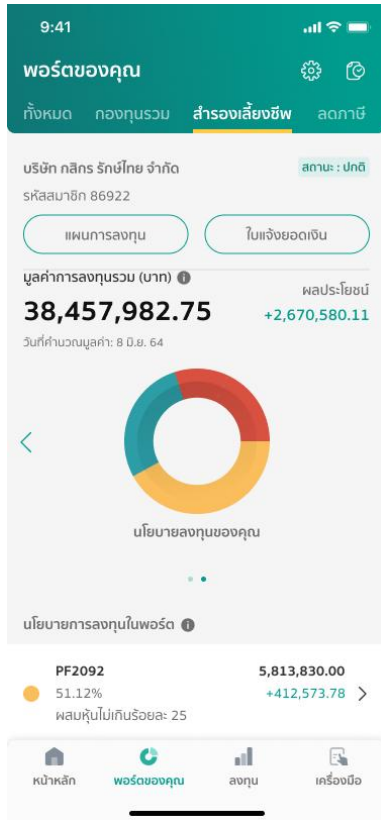 9:41
พอร์ตของคุณ
ทั้งหมด กองทุนรวม สำรองเลี้ยงชีพ ลดภาษี
บริษัท กสิกร รักษ์ไทย จำกัด สถานะ : ปกติ
รหัสสมาชิก 86922
แผนการลงทุน ใบแจ้งยอดเงิน
มูลค่าการลงทุนรวม (บาท) ผลประโยชน์
38,457,982.75 +2,670,580.11
วันที่คำนวณมูลค่า: 8 มิ.ย. 64
นโยบายลงทุนของคุณ
นโยบายการลงทุนในพอร์ต
PF2092 5,813,830.00
51.12% +412,573.78
ผสมหุ้นไม่เกินร้อยละ 25
หน้าหลัก พอร์ตของคุณ ลงทุน เครื่องมือ